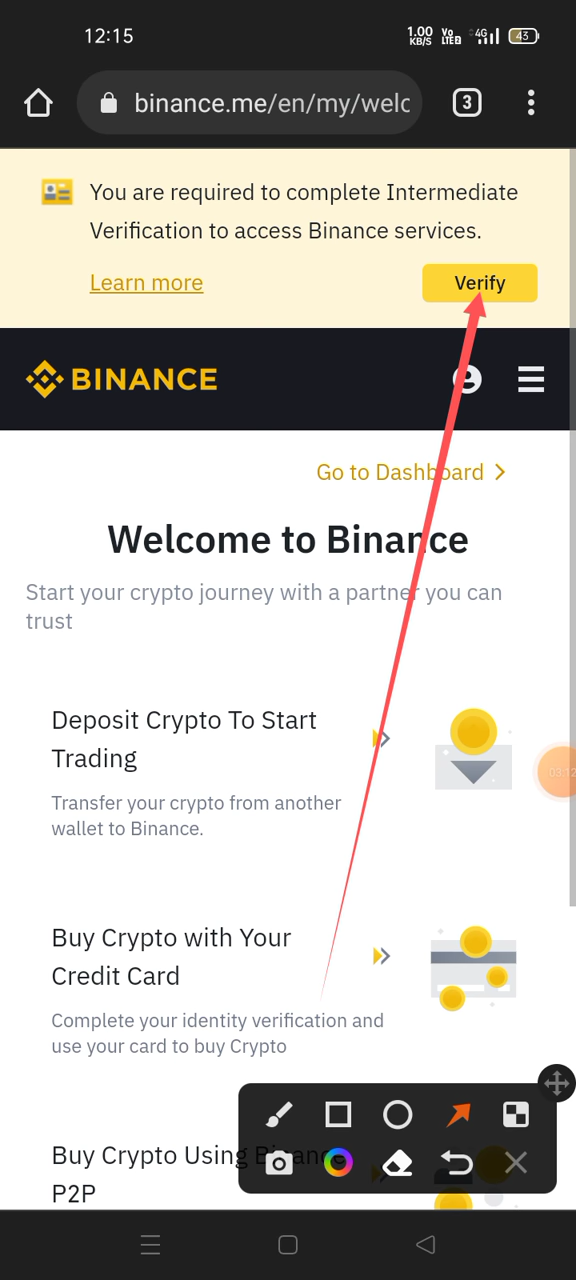 12:15
1.00 KB/S
Vo LTE 2
4G
43
binance.me/en/my/welc
3
You are required to complete Intermediate
Verification to access Binance services.
Learn more
Verify
BINANCE
Go to Dashboard
Welcome to Binance
Start your crypto journey with a partner you can
trust
Deposit Crypto To Start
Trading
03:12
Transfer your crypto from another
wallet to Binance.
Buy Crypto with Your
Credit Card
Complete your identity verification and
use your card to buy Crypto
Buy Crypto Using Binance
P2P